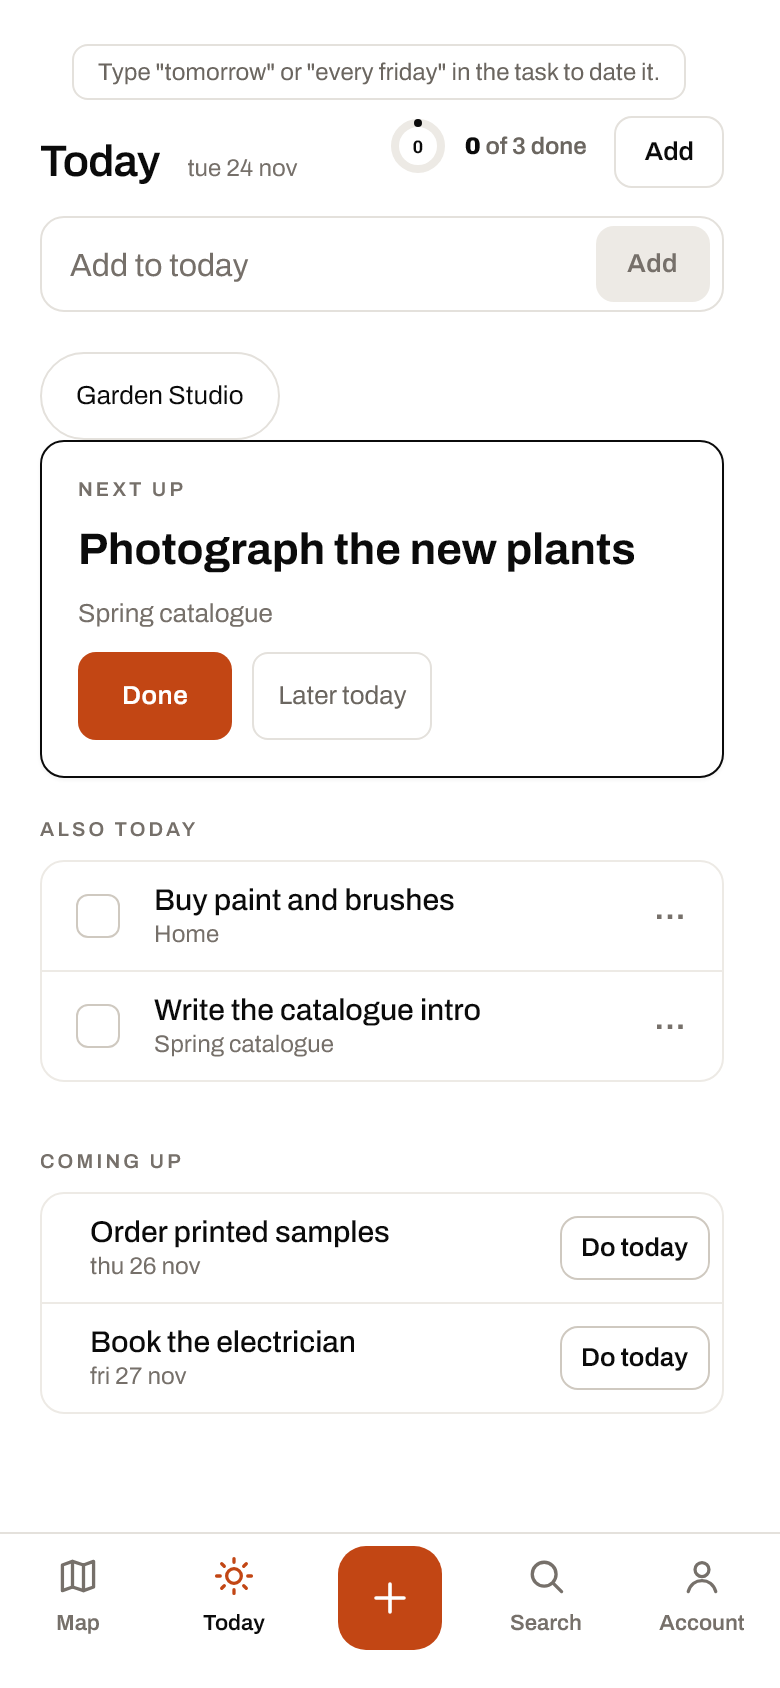 Type "tomorrow" or "every friday" in the task to date it.
Today tue 24 nov
0
0 of 3 done
Add
Add to today
Add
Garden Studio
NEXT UP
Photograph the new plants
Spring catalogue
Done
Later today
ALSO TODAY
Buy paint and brushes
Home
Write the catalogue intro
Spring catalogue
COMING UP
Order printed samples
thu 26 nov
Do today
Book the electrician
fri 27 nov
Do today
Map
Today
Search
Account